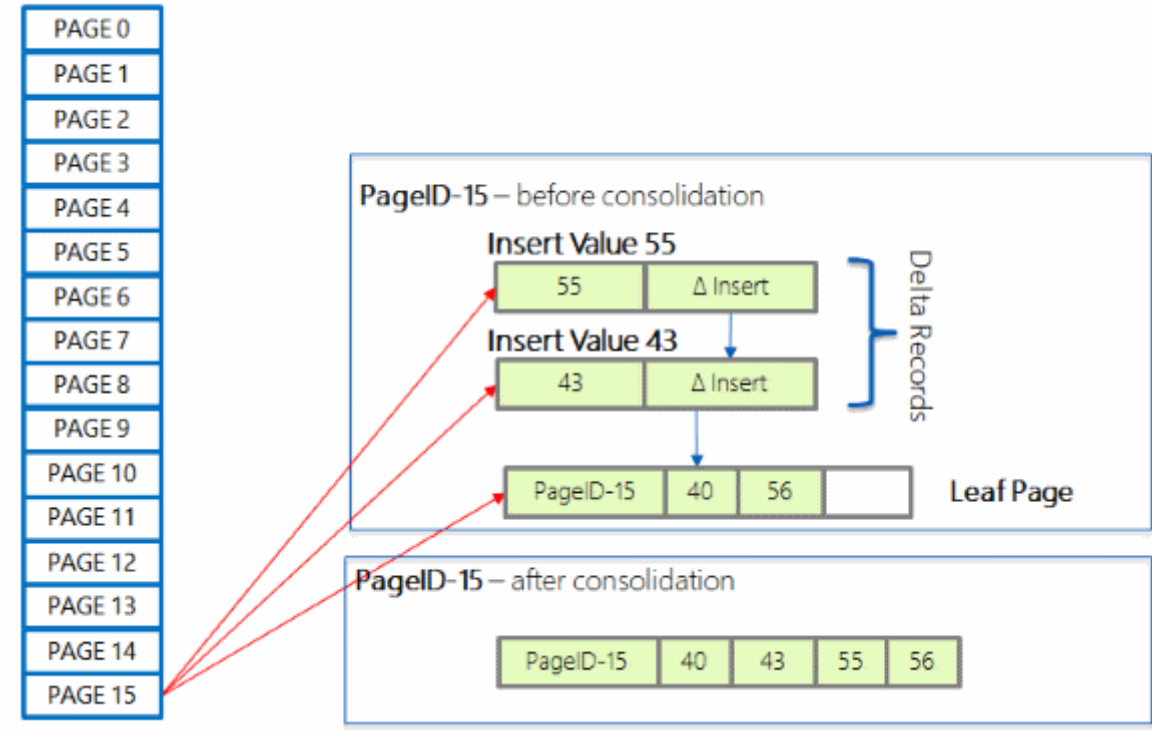 PAGE 0
PAGE 1
PAGE 2
PAGE 3
PAGE 4
PAGE 5
PAGE 6
PAGE 7
PAGE 8
PAGE 9
PAGE 10
PAGE 11
PAGE 12
PAGE 13
PAGE 14
PAGE 15
PageID-15 – before consolidation
Insert Value 55
55 Δ Insert
Insert Value 43
43 Δ Insert
Delta Records
PageID-15 40 56
Leaf Page
PageID-15 – after consolidation
PageID-15 40 43 55 56